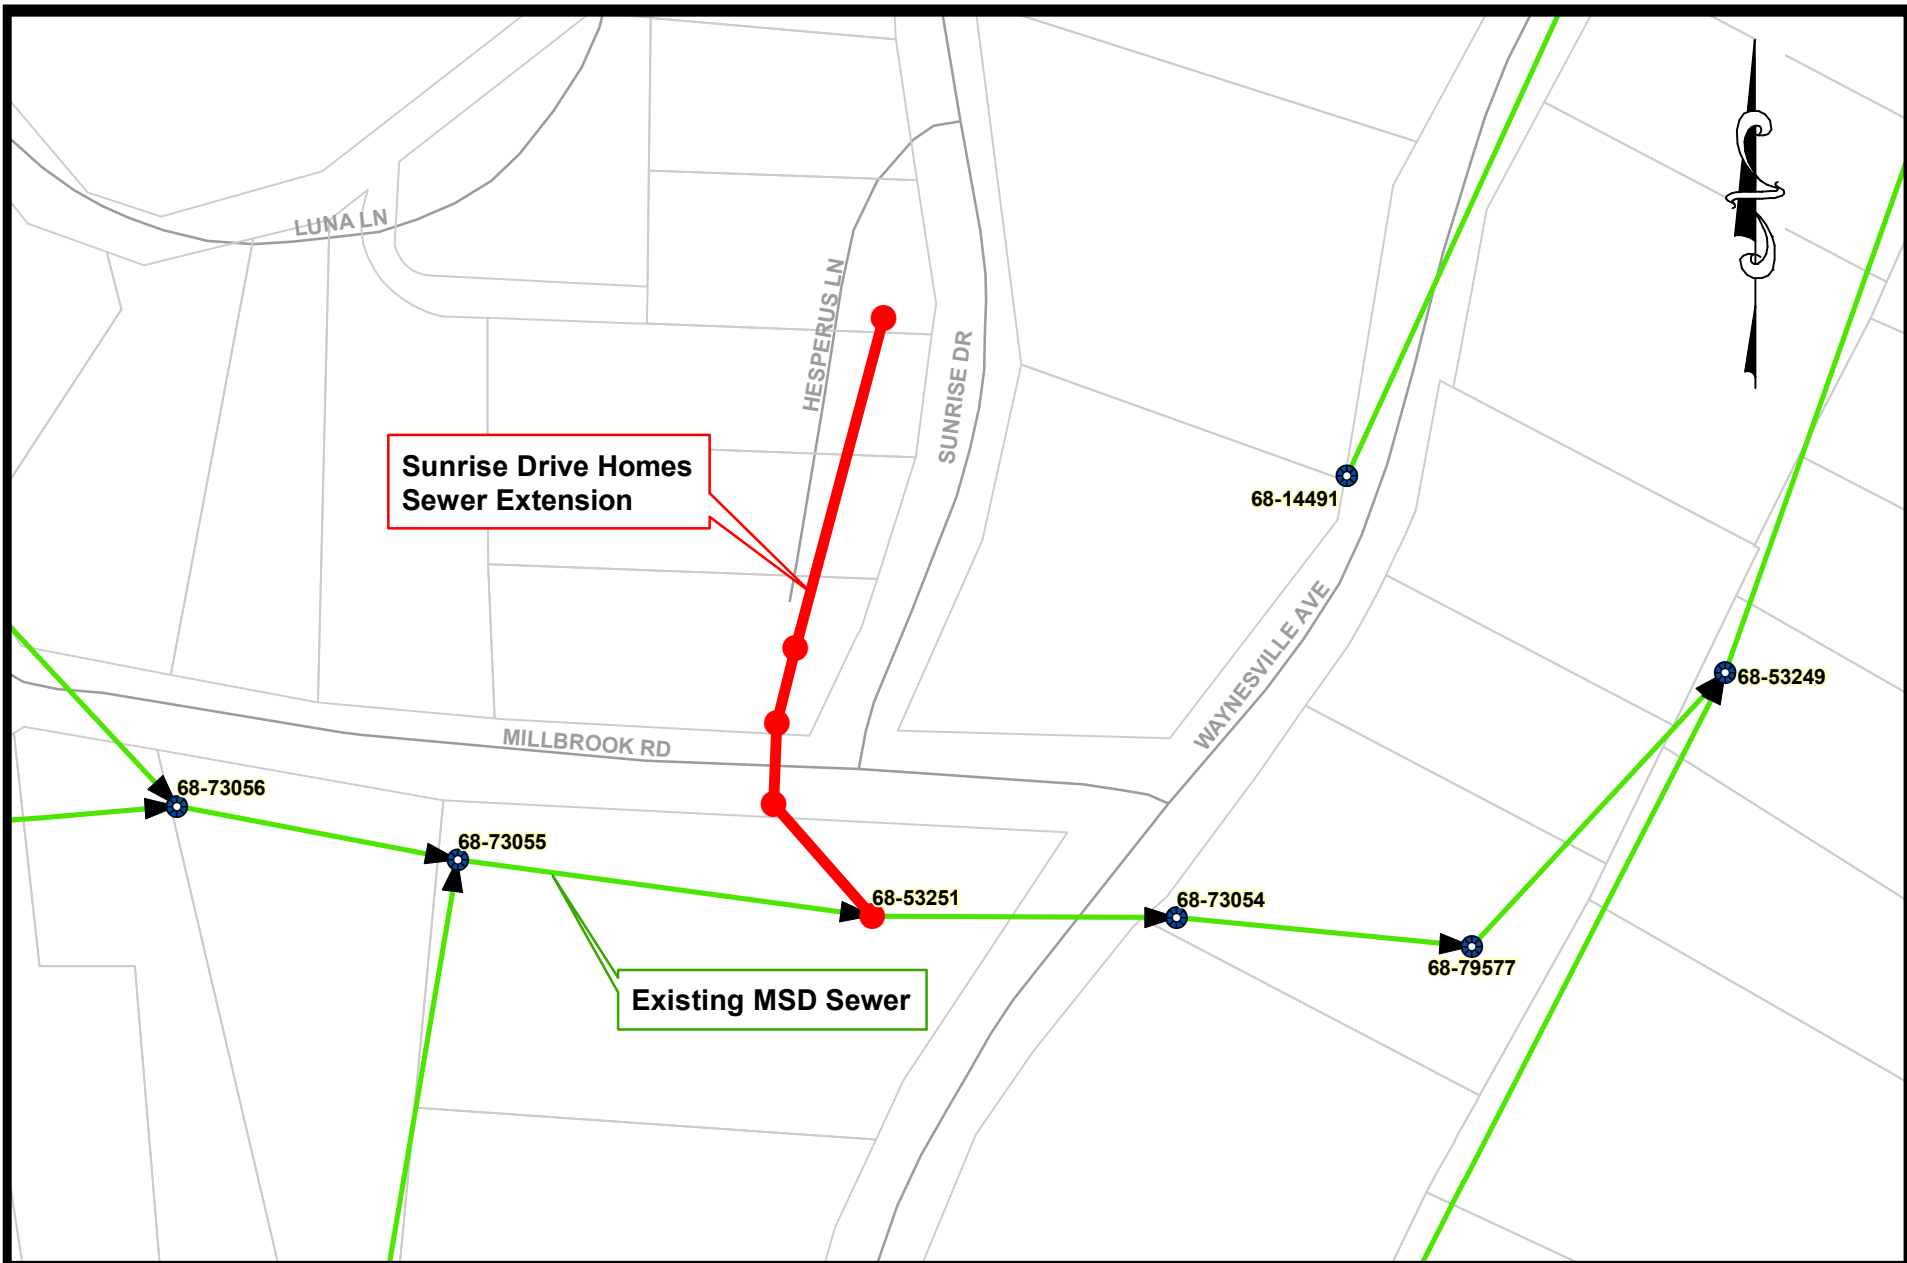 LUNA LN
HESPERUS LN
SUNRISE DR
Sunrise Drive Homes
Sewer Extension
68-14491
WAYNESVILLE AVE
68-53249
MILLBROOK RD
68-73056
68-73055
68-53251
68-73054
68-79577
Existing MSD Sewer